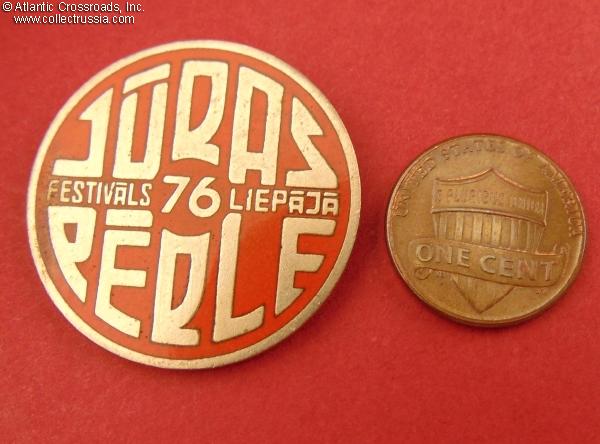 © Atlantic Crossroads, Inc.
www.collectrussia.com
JŪRAS
FESTIVĀLS 76 LIEPĀJĀ
PĒRLE
UNITED STATES OF AMERICA
E PLURIBUS UNUM
ONE CENT